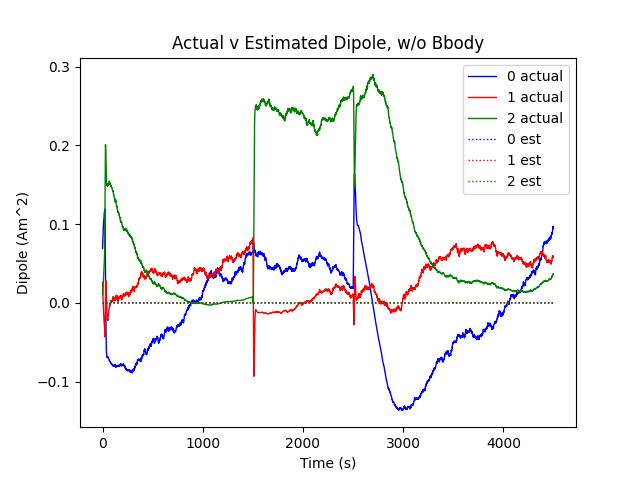 Actual v Estimated Dipole, w/o Bbody
Dipole (Am^2)
0.3
0.2
0.1
0.0
−0.1
0 actual
1 actual
2 actual
0 est
1 est
2 est
0
1000
2000
3000
4000
Time (s)